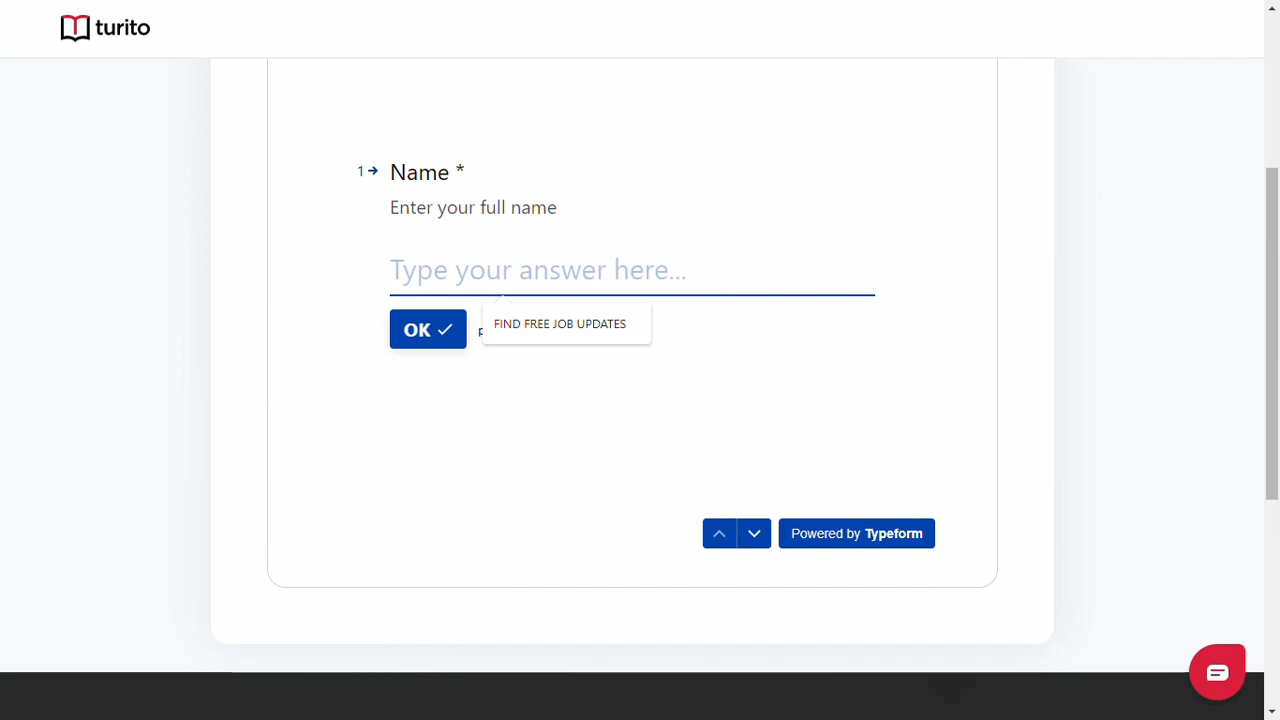 turito
1
Name *
Enter your full name
Type your answer here...
OK
FIND FREE JOB UPDATES
Powered by Typeform